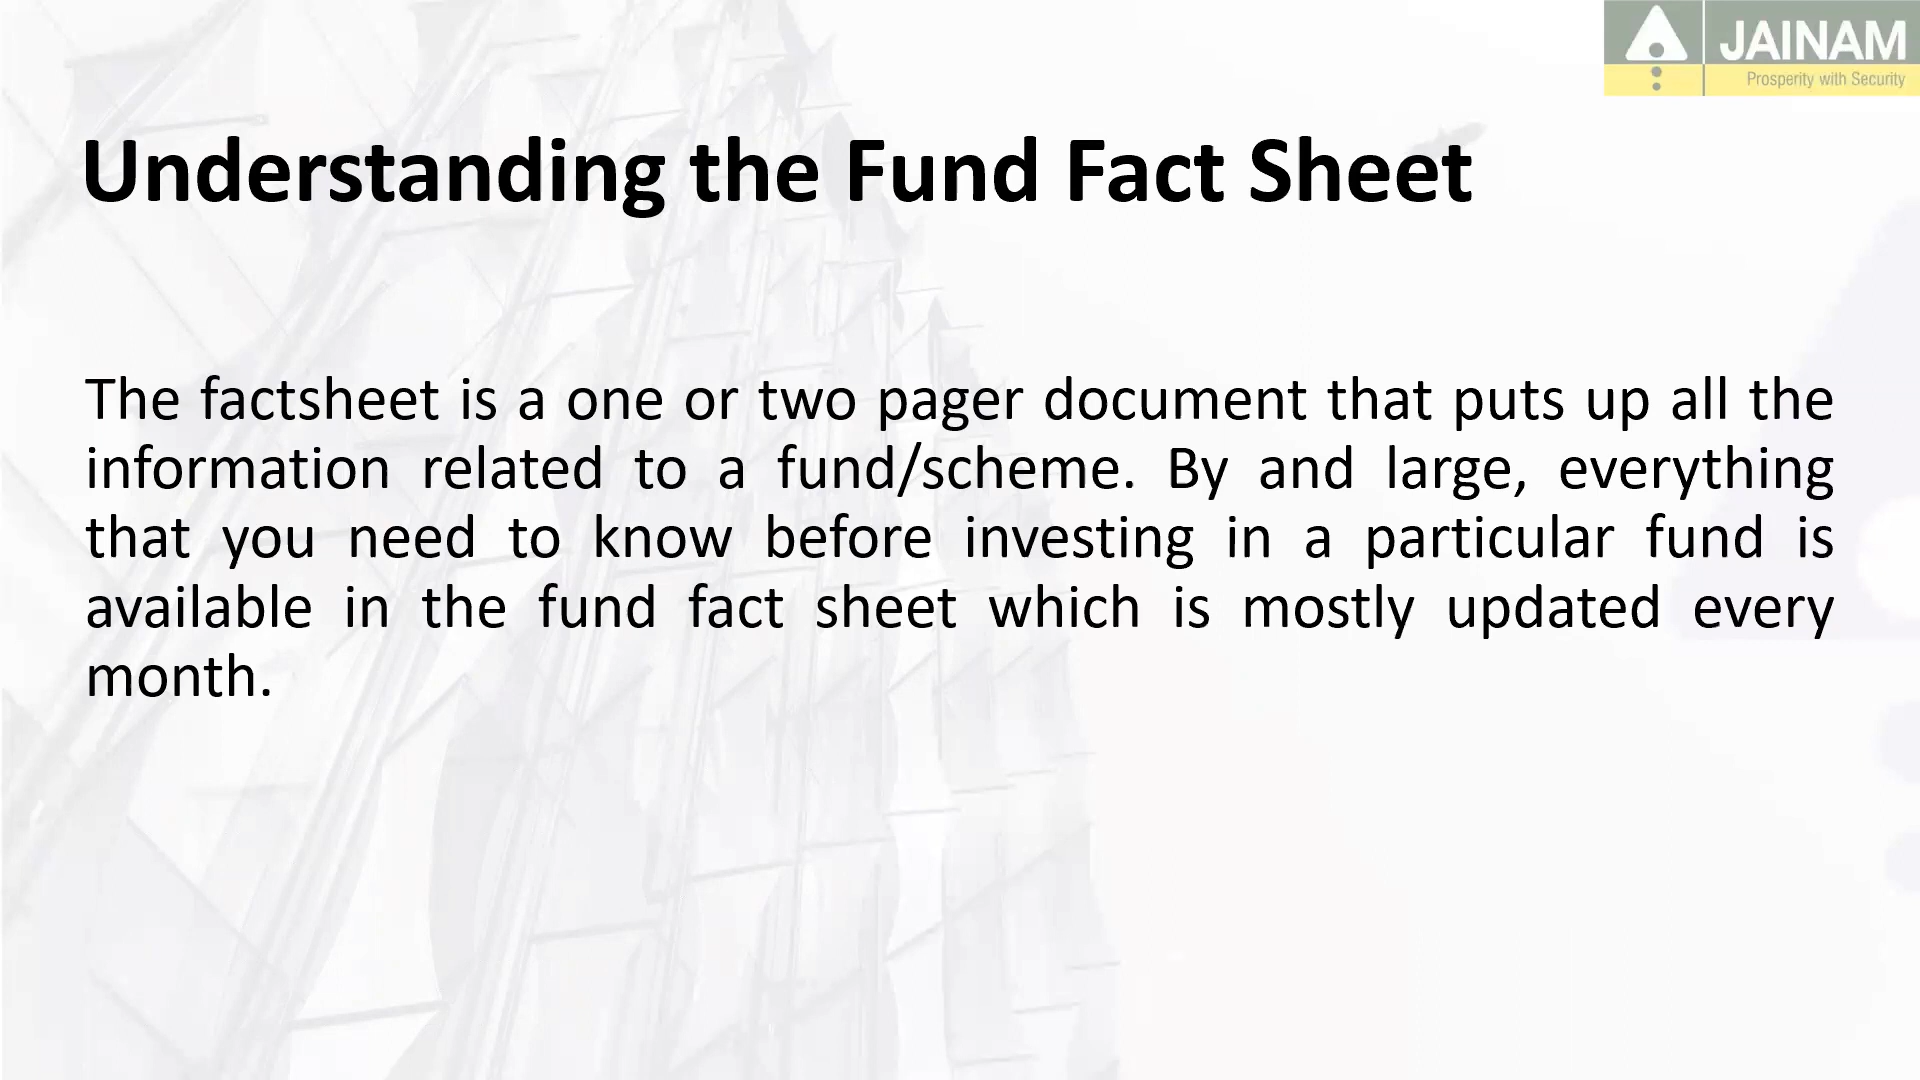 JAINAM
Prosperity with Security
Understanding the Fund Fact Sheet
The factsheet is a one or two pager document that puts up all the
information related to a fund/scheme. By and large, everything
that you need to know before investing in a particular fund is
available in the fund fact sheet which is mostly updated every
month.